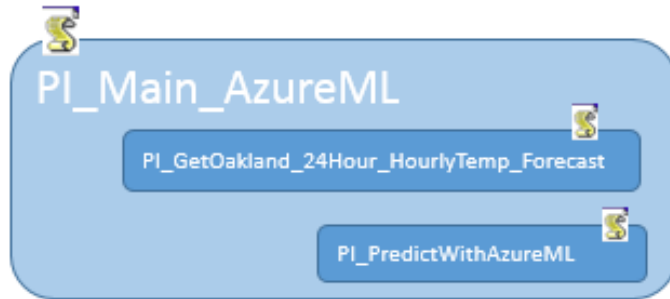 PI_Main_AzureML
PI_GetOakland_24Hour_HourlyTemp_Forecast
PI_PredictWithAzureML